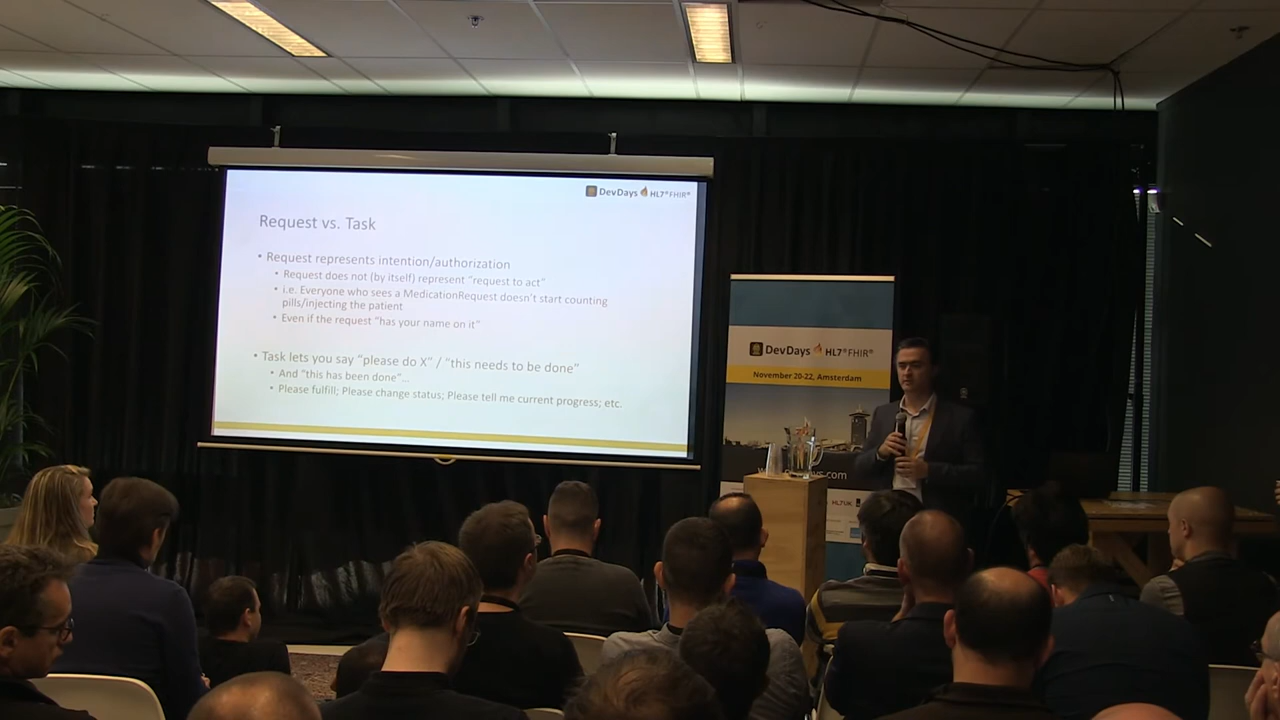 DevDays HL7® FHIR®
Request vs. Task
• Request represents intention/authorization
• Request does not (by itself) represent “request to act”
• i.e. Everyone who sees a MedicationRequest doesn't start counting
pills/injecting the patient
• Even if the request “has your name on it”
• Task lets you say “please do X” / “this needs to be done”
• And “this has been done”…
• Please fulfill; Please change status; Please tell me current progress; etc.
DevDays HL7® FHIR®
November 20-22, Amsterdam
HL7UK